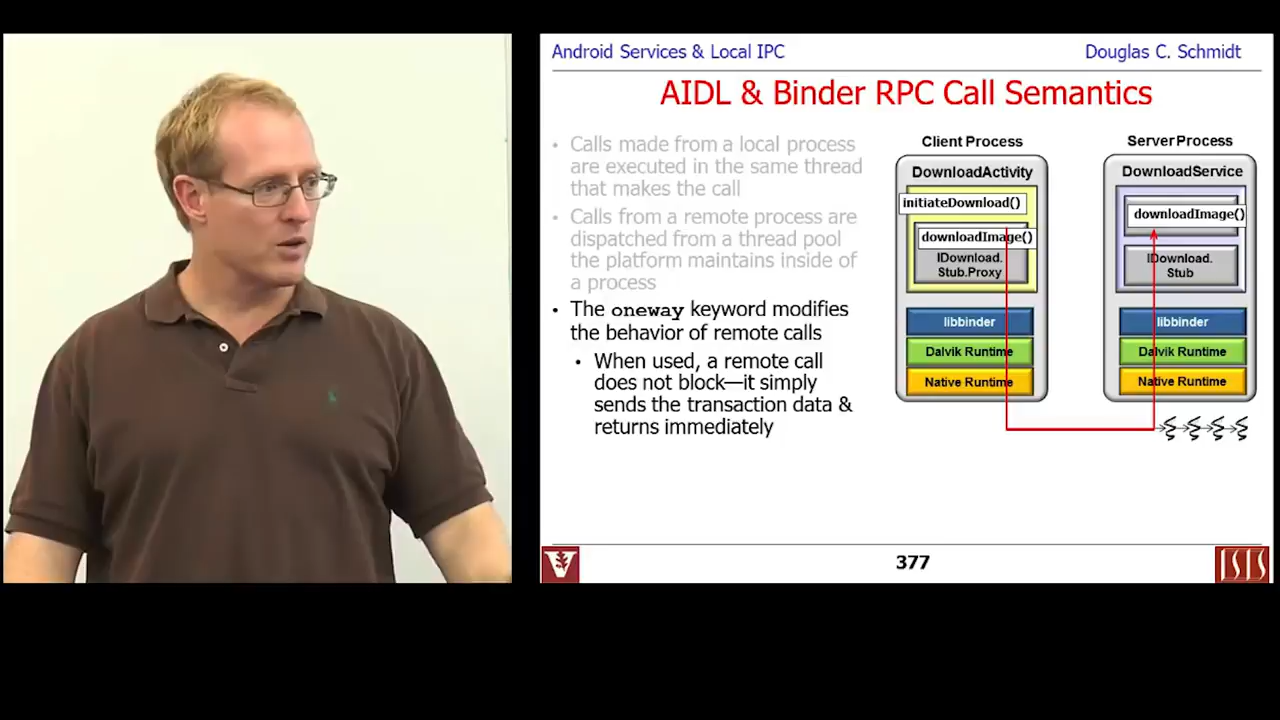 Android Services & Local IPC
Douglas C. Schmidt
AIDL & Binder RPC Call Semantics
• Calls made from a local process
are executed in the same thread
that makes the call
• Calls from a remote process are
dispatched from a thread pool
the platform maintains inside of
a process
• The oneway keyword modifies
the behavior of remote calls
• When used, a remote call
does not block—it simply
sends the transaction data &
returns immediately
Client Process
DownloadActivity
initiateDownload()
downloadImage()
IDownload.
Stub.Proxy
libbinder
Dalvik Runtime
Native Runtime
Server Process
DownloadService
downloadImage()
IDownload.
Stub
libbinder
Dalvik Runtime
Native Runtime
V
377
ISIS